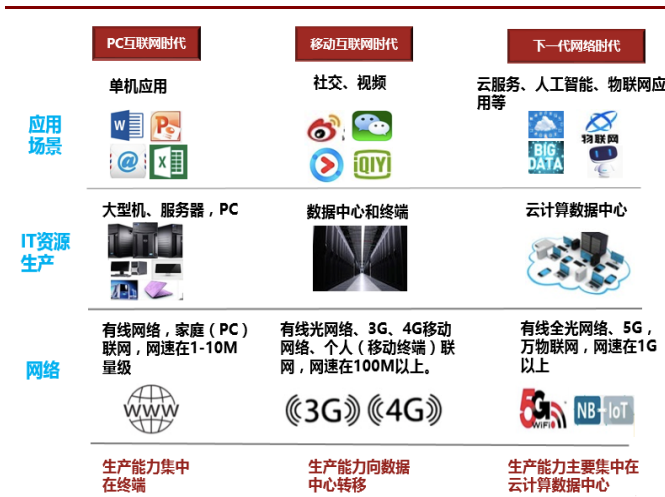 PC互联网时代
移动互联网时代
下一代网络时代
应用
场景
单机应用
社交、视频
云服务、人工智能、物联网应
用等
W
P
@
X
QIY
BIG
DATA
物联网
IT资源
生产
大型机、服务器，PC
数据中心和终端
云计算数据中心
网络
有线网络，家庭（PC）
联网，网速在1-10M
量级
有线光网络、3G、4G移动
网络、个人（移动终端）联
网，网速在100M以上。
有线全光网络、5G，
万物联网，网速在1G
以上
WWW
3G
4G
5G
WiFi
NB-IoT
生产能力集中
在终端
生产能力向数据
中心转移
生产能力主要集中在
云计算数据中心